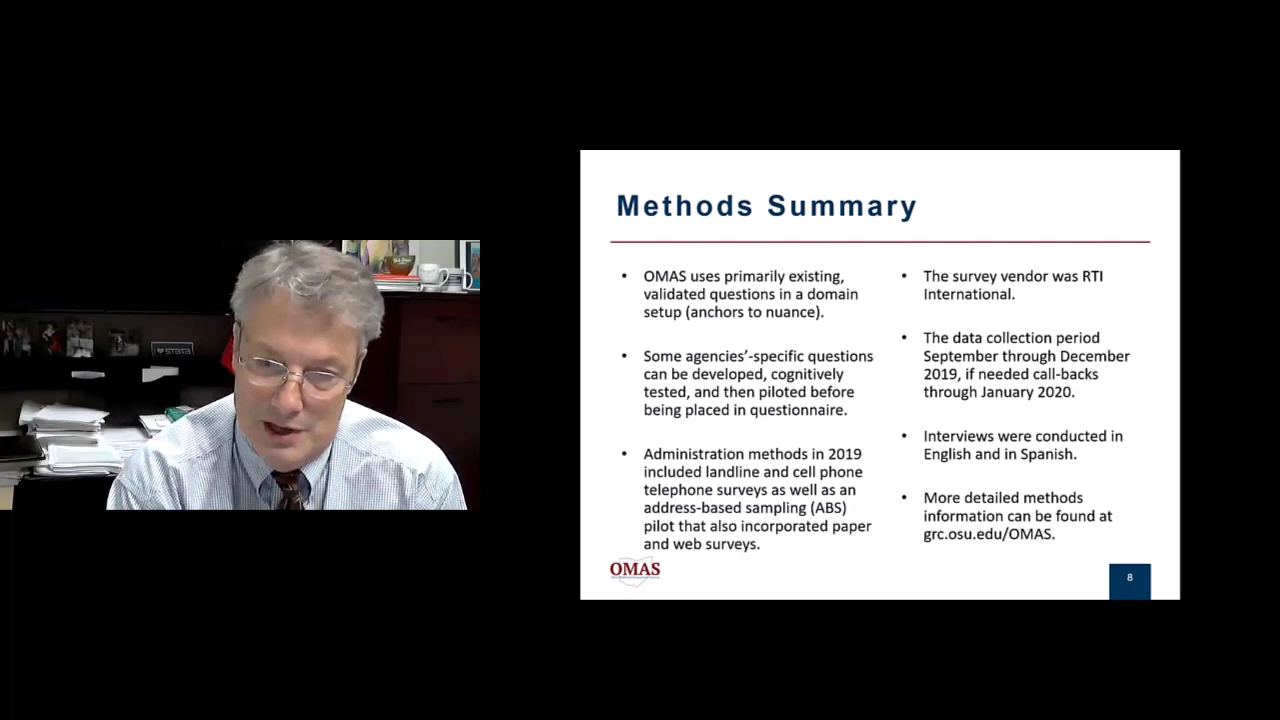 Methods Summary
• OMAS uses primarily existing,
validated questions in a domain
setup (anchors to nuance).
• Some agencies’-specific questions
can be developed, cognitively
tested, and then piloted before
being placed in questionnaire.
• Administration methods in 2019
included landline and cell phone
telephone surveys as well as an
address-based sampling (ABS)
pilot that also incorporated paper
and web surveys.
• The survey vendor was RTI
International.
• The data collection period
September through December
2019, if needed call-backs
through January 2020.
• Interviews were conducted in
English and in Spanish.
• More detailed methods
information can be found at
grc.osu.edu/OMAS.
OMAS
8
STATA